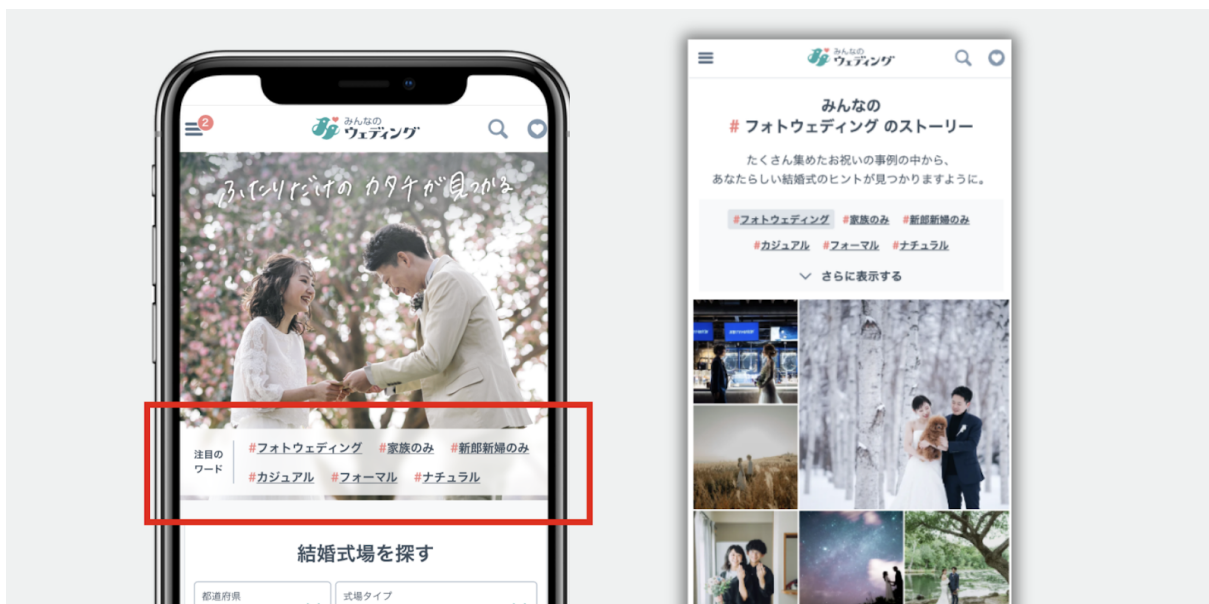 2
みんなの
ウェディング
ふたりだけの カタチが見つかる
注目の
ワード
#フォトウェディング #家族のみ #新郎新婦のみ
#カジュアル #フォーマル #ナチュラル
結婚式場を探す
都道府県
式場タイプ
みんなの
ウェディング
みんなの
# フォトウェディング のストーリー
たくさん集めたお祝いの事例の中から、
あなたらしい結婚式のヒントが見つかりますように。
#フォトウェディング #家族のみ #新郎新婦のみ
#カジュアル #フォーマル #ナチュラル
さらに表示する